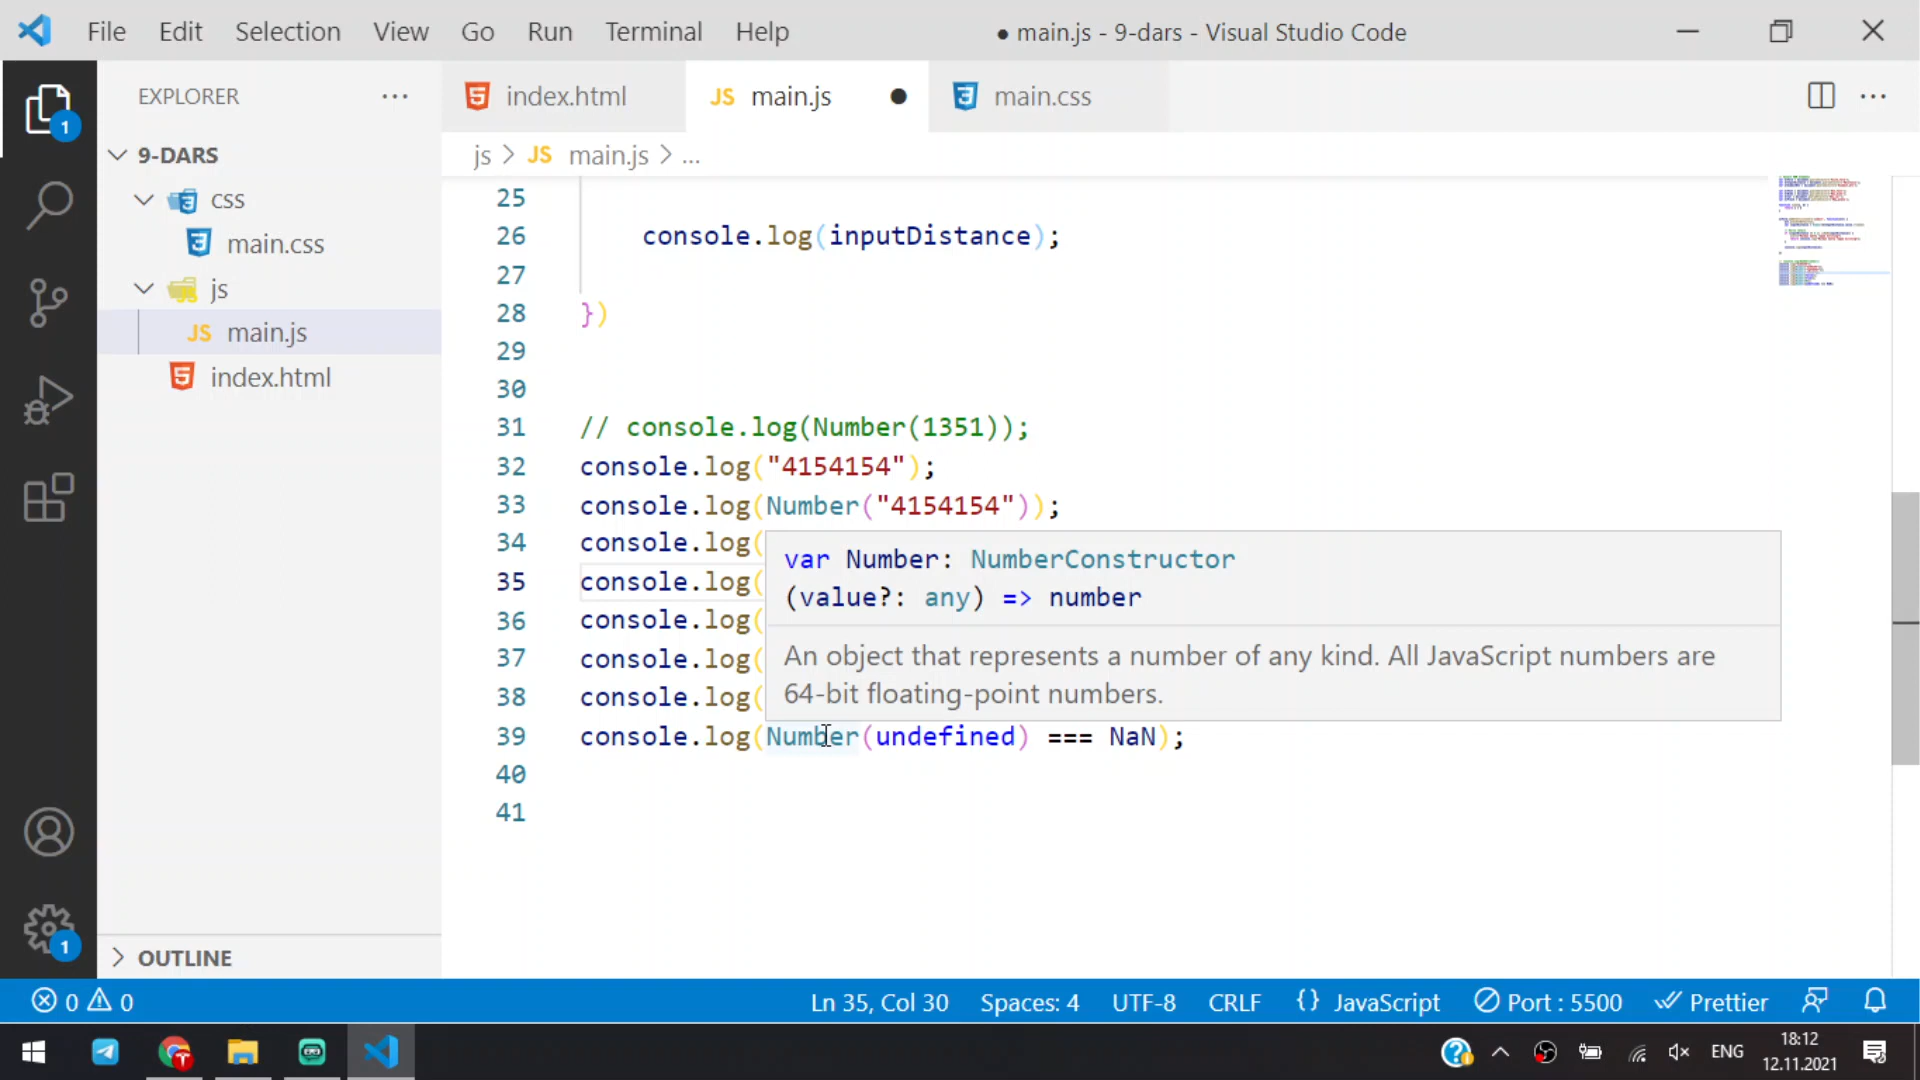 File Edit Selection View Go Run Terminal Help
● main.js - 9-dars - Visual Studio Code
EXPLORER
index.html
JS main.js
main.css
js > JS main.js > ...
9-DARS
css
main.css
js
JS main.js
index.html
OUTLINE
25
26 console.log(inputDistance);
27
28 })
29
30
31 // console.log(Number(1351));
32 console.log("4154154");
33 console.log(Number("4154154"));
34 console.log(
35 console.log(
36 console.log(
37 console.log(
38 console.log(
39 console.log(Number(undefined) === NaN);
40
41
var Number: NumberConstructor
(value?: any) => number
An object that represents a number of any kind. All JavaScript numbers are
64-bit floating-point numbers.
1
1
0 0
Ln 35, Col 30 Spaces: 4 UTF-8 CRLF {} JavaScript Port : 5500 Prettier
ENG
18:12
12.11.2021